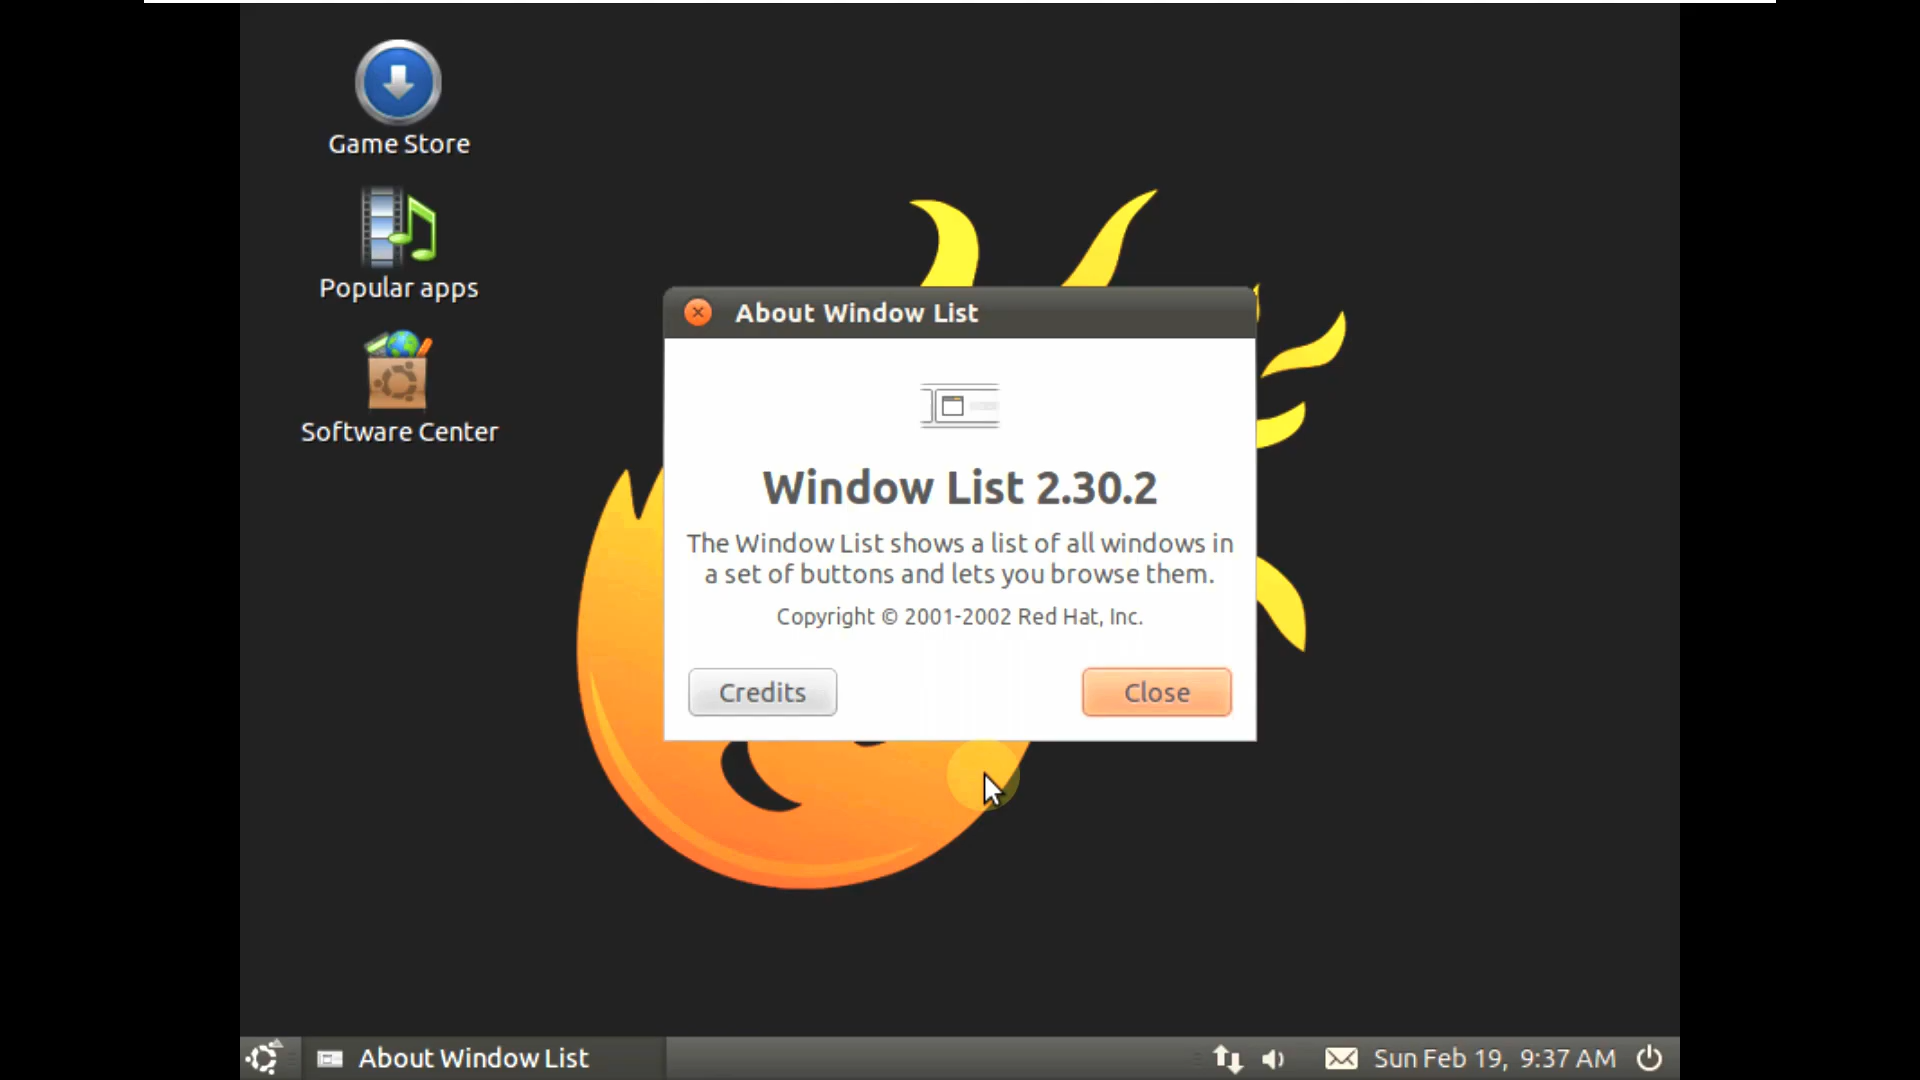 Game Store
Popular apps
Software Center
About Window List
Window List 2.30.2
The Window List shows a list of all windows in
a set of buttons and lets you browse them.
Copyright © 2001-2002 Red Hat, Inc.
Credits
Close
About Window List
Sun Feb 19, 9:37 AM